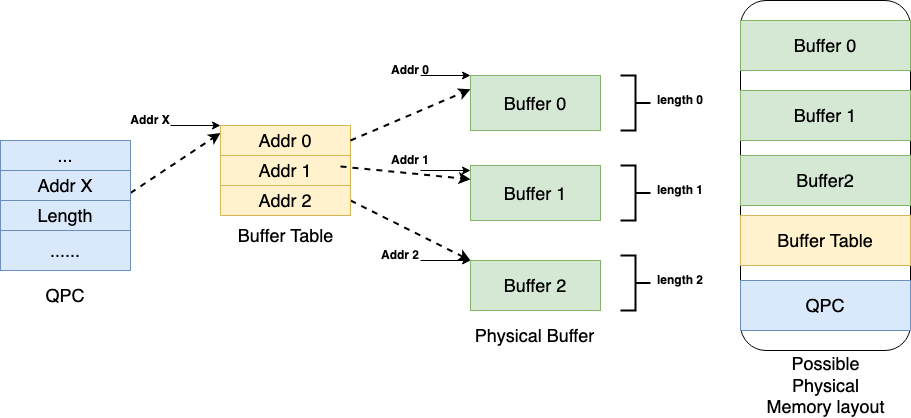 ...
Addr X
Length
......
QPC
Addr X
Addr 0
Addr 1
Addr 2
Buffer Table
Addr 0
Buffer 0
length 0
Addr 1
Buffer 1
length 1
Addr 2
Buffer 2
length 2
Physical Buffer
Buffer 0
Buffer 1
Buffer2
Buffer Table
QPC
Possible
Physical
Memory layout